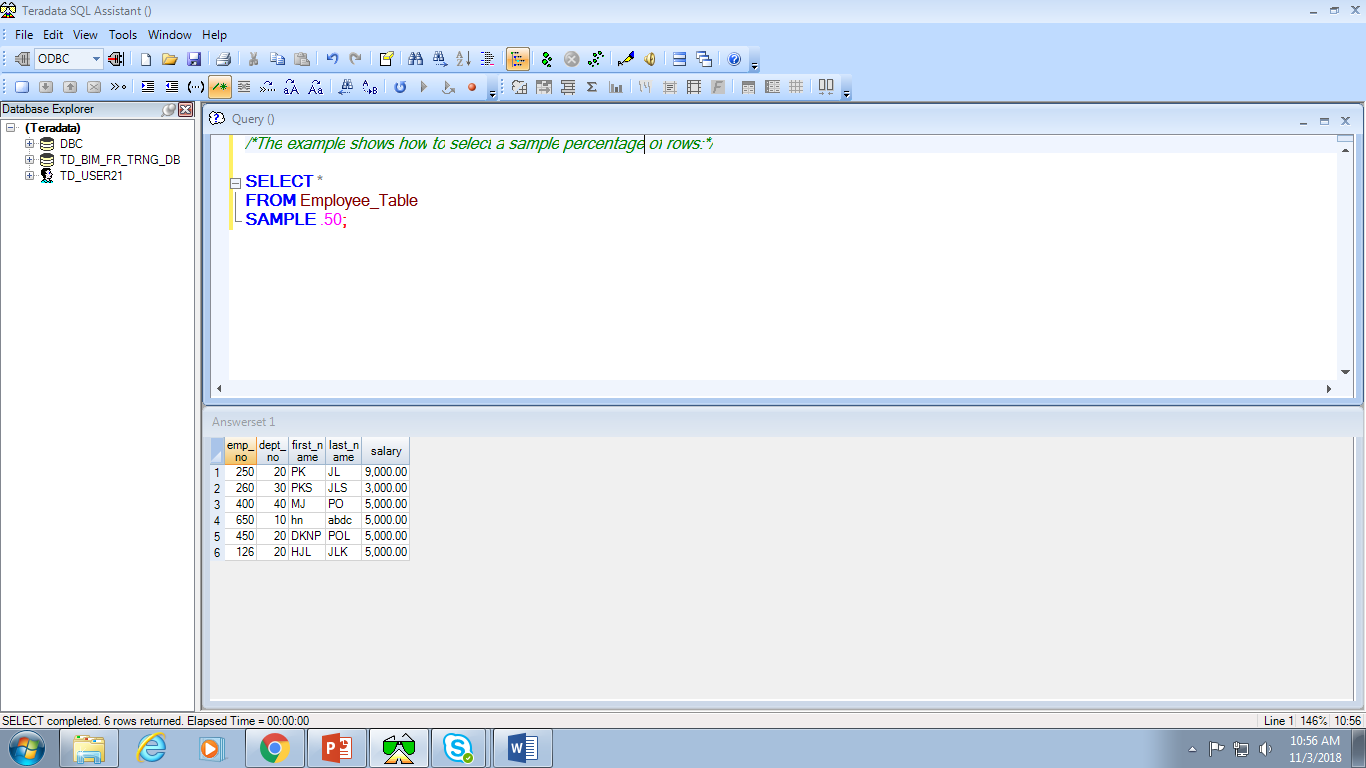 Teradata SQL Assistant ()
File Edit View Tools Window Help
ODBC
Database Explorer
(Teradata)
DBC
TD_BIM_FR_TRNG_DB
TD_USER21
Query ()
/*The example shows how to select a sample percentage of rows:*/
SELECT *
FROM Employee_Table
SAMPLE .50;
Answerset 1
emp_no dept_no first_name last_name salary
1 250 20 PK JL 9,000.00
2 260 30 PKS JLS 3,000.00
3 400 40 MJ PO 5,000.00
4 650 10 hn abdc 5,000.00
5 450 20 DKNP POL 5,000.00
6 126 20 HJL JLK 5,000.00
SELECT completed. 6 rows returned. Elapsed Time = 00:00:00
Line 1 146% 10:56
10:56 AM
11/3/2018